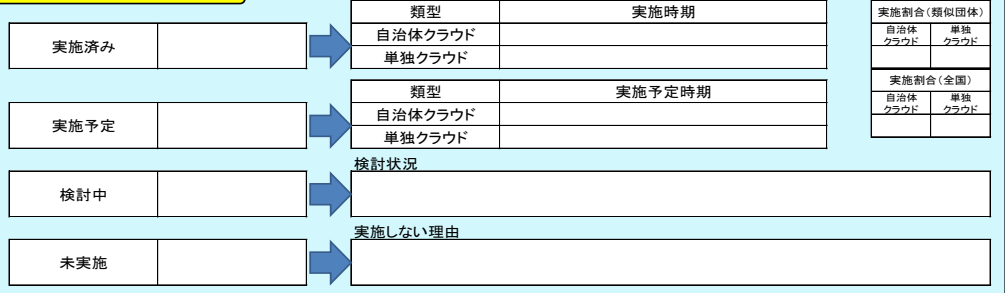 類型 実施時期
実施済み
自治体クラウド
単独クラウド
実施割合（類似団体）
自治体クラウド 単独クラウド
実施割合（全国）
自治体クラウド 単独クラウド
類型 実施予定時期
実施予定
自治体クラウド
単独クラウド
検討状況
検討中
実施しない理由
未実施